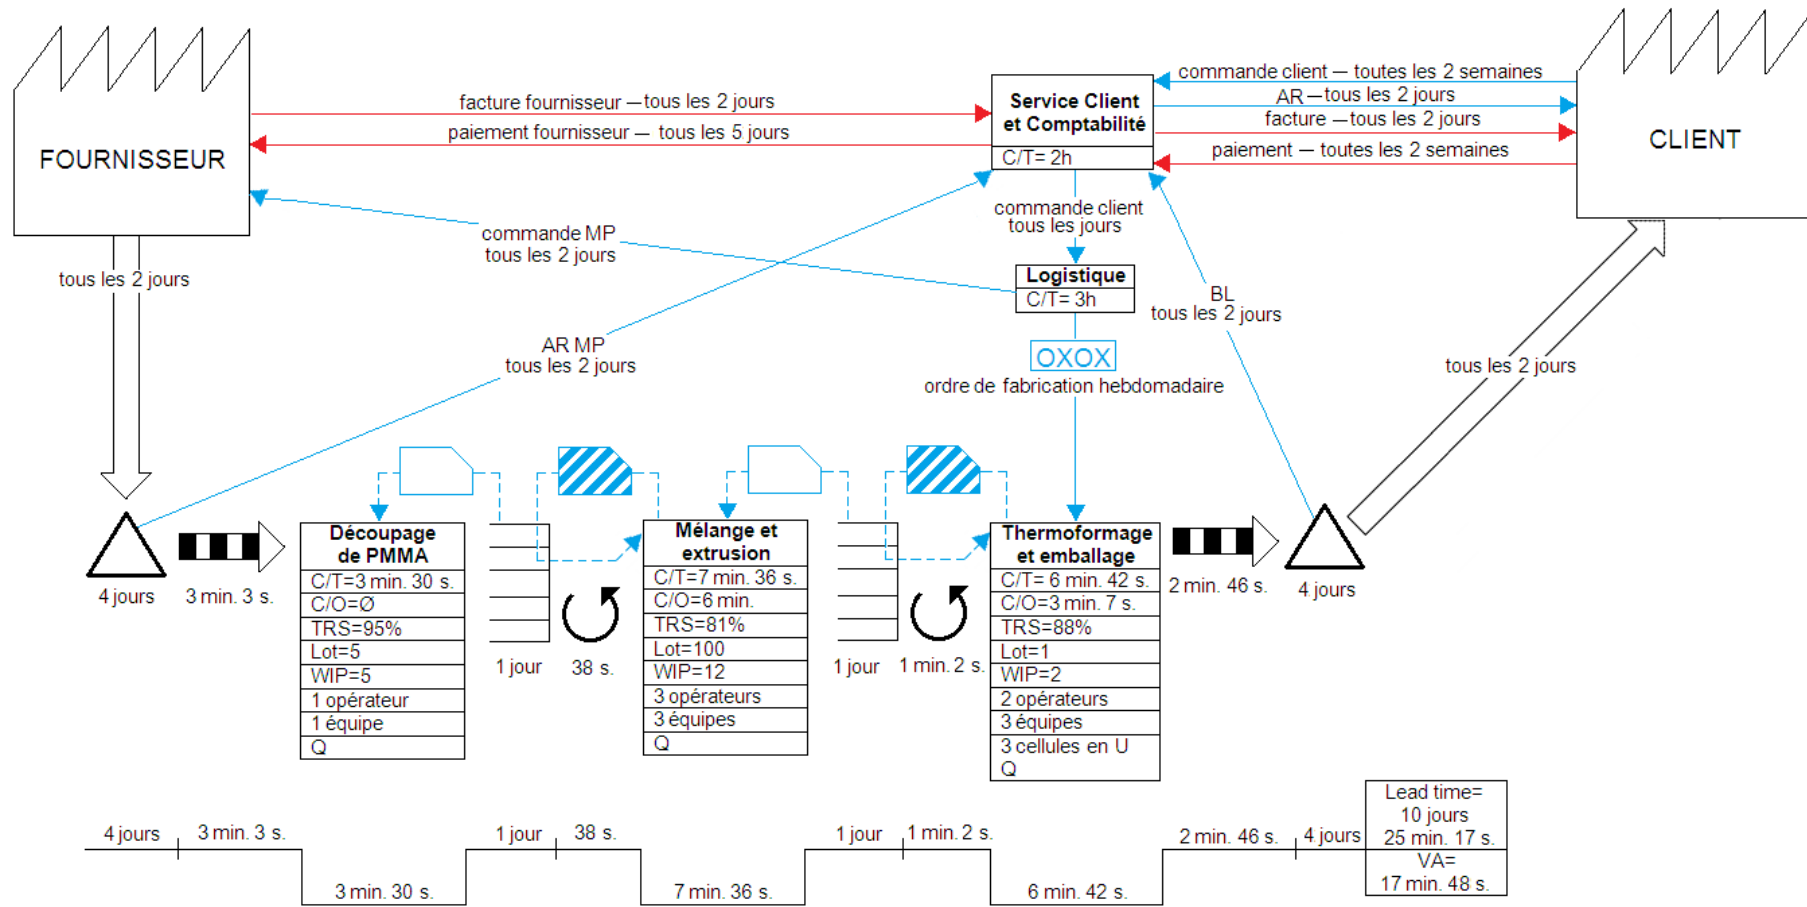 FOURNISSEUR
facture fournisseur — tous les 2 jours
paiement fournisseur — tous les 5 jours
Service Client
et Comptabilité
C/T= 2h
commande client — toutes les 2 semaines
AR — tous les 2 jours
facture — tous les 2 jours
paiement — toutes les 2 semaines
CLIENT
commande client
tous les jours
commande MP
tous les 2 jours
tous les 2 jours
Logistique
C/T= 3h
BL
tous les 2 jours
AR MP
tous les 2 jours
OXOX
ordre de fabrication hebdomadaire
tous les 2 jours
4 jours
3 min. 3 s.
Découpage
de PMMA
C/T=3 min. 30 s.
C/O=Ø
TRS=95%
Lot=5
WIP=5
1 opérateur
1 équipe
Q
1 jour
38 s.
Mélange et
extrusion
C/T=7 min. 36 s.
C/O=6 min.
TRS=81%
Lot=100
WIP=12
3 opérateurs
3 équipes
Q
1 jour
1 min. 2 s.
Thermoformage
et emballage
C/T= 6 min. 42 s.
C/O=3 min. 7 s.
TRS=88%
Lot=1
WIP=2
2 opérateurs
3 équipes
3 cellules en U
Q
2 min. 46 s.
4 jours
4 jours
3 min. 3 s.
3 min. 30 s.
1 jour
38 s.
7 min. 36 s.
1 jour
1 min. 2 s.
6 min. 42 s.
2 min. 46 s.
4 jours
Lead time=
10 jours
25 min. 17 s.
VA=
17 min. 48 s.